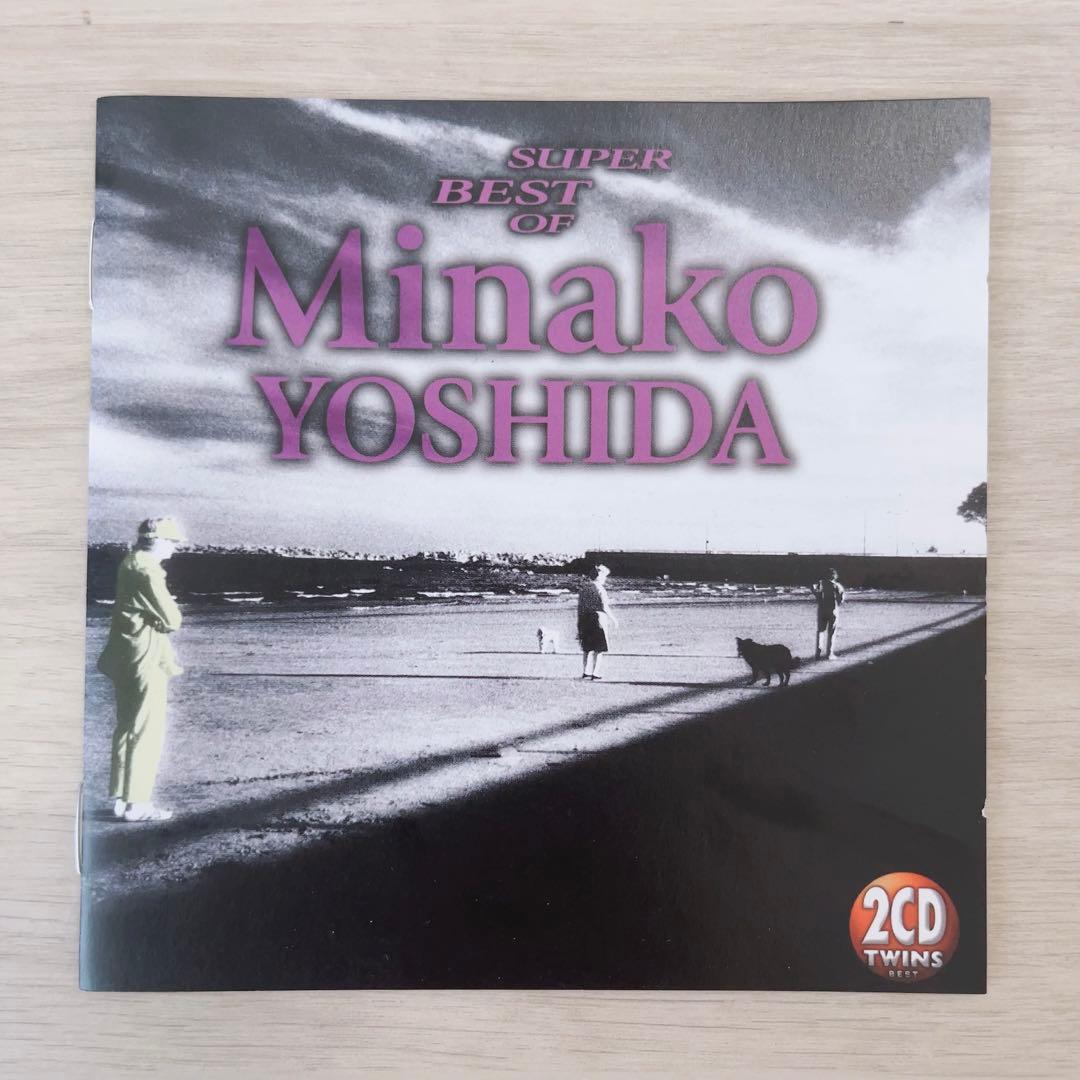 SUPER
BEST
OF
Minako
YOSHIDA
2CD
TWINS
BEST